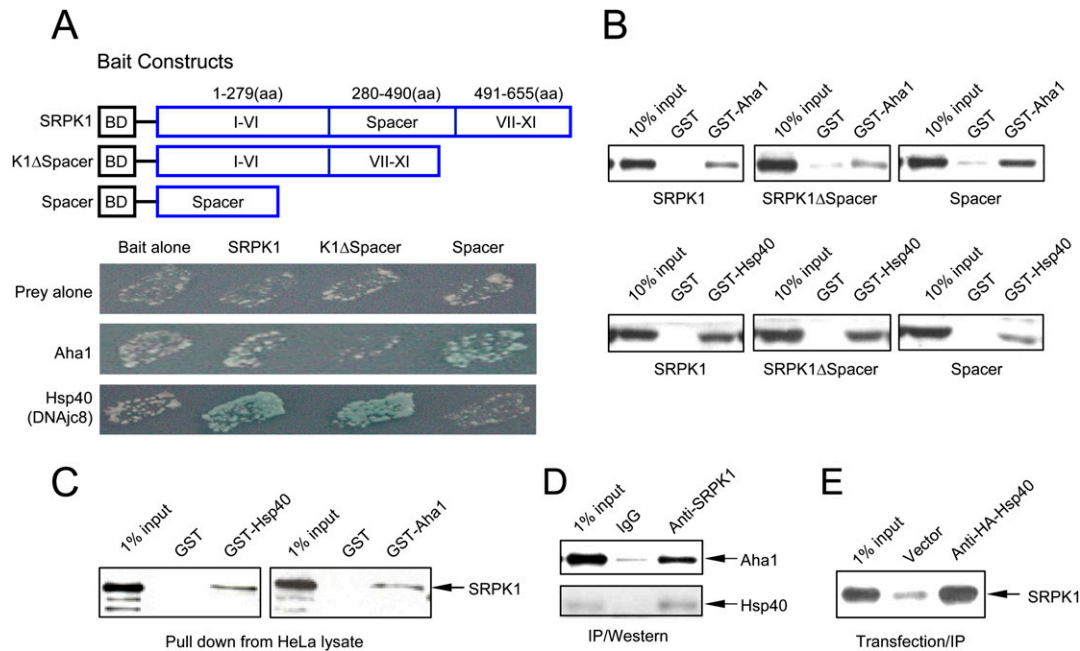 A
Bait Constructs
1-279(aa) 280-490(aa) 491-655(aa)
SRPK1 BD I-VI Spacer VII-XI
K1ΔSpacer BD I-VI VII-XI
Spacer BD Spacer
Bait alone SRPK1 K1ΔSpacer Spacer
Prey alone
Aha1
Hsp40
(DNAjc8)
B
10% input GST GST-Aha1 10% input GST GST-Aha1 10% input GST GST-Aha1
SRPK1 SRPK1ΔSpacer Spacer
10% input GST GST-Hsp40 10% input GST GST-Hsp40 10% input GST GST-Hsp40
SRPK1 SRPK1ΔSpacer Spacer
C
1% input GST GST-Hsp40 1% input GST GST-Aha1
SRPK1
Pull down from HeLa lysate
D
1% input IgG Anti-SRPK1
Aha1
Hsp40
IP/Western
E
1% input Vector Anti-HA-Hsp40
SRPK1
Transfection/IP